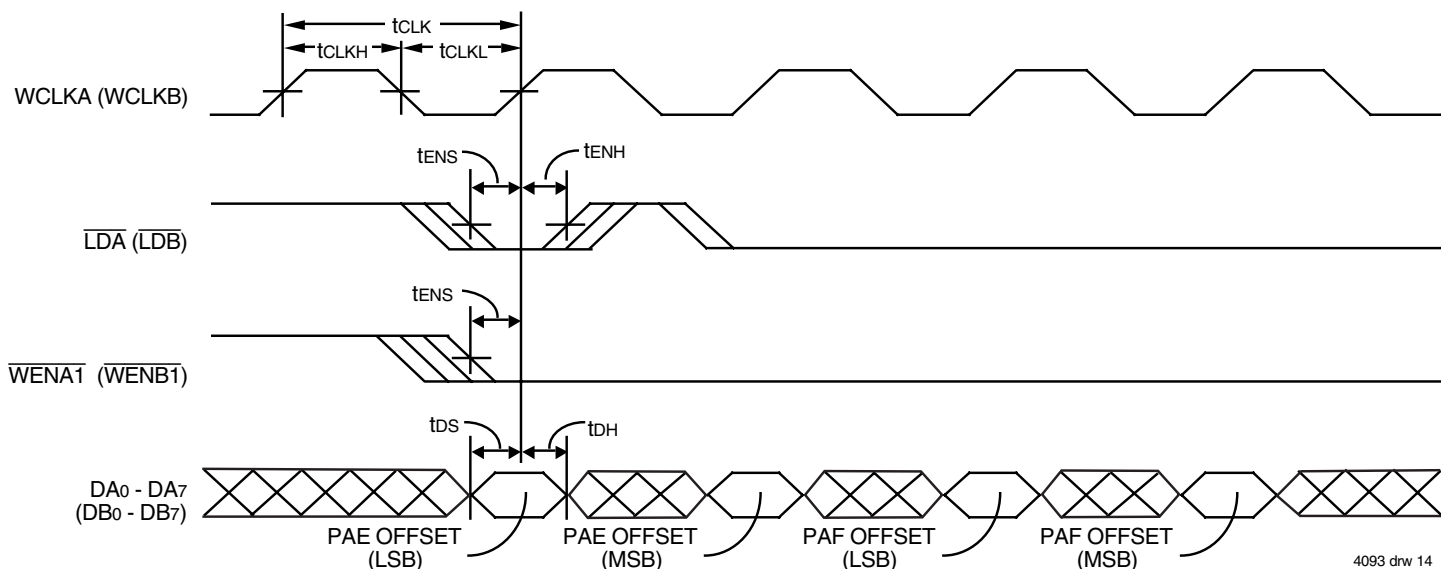 tCLK
tCLKH tCLKL
WCLKA (WCLKB)
tENS tENH
LDA (LDB)
tENS
WENA1 (WENB1)
tDS tDH
DA0 - DA7
(DB0 - DB7)
PAE OFFSET
(LSB)
PAE OFFSET
(MSB)
PAF OFFSET
(LSB)
PAF OFFSET
(MSB)
4093 drw 14